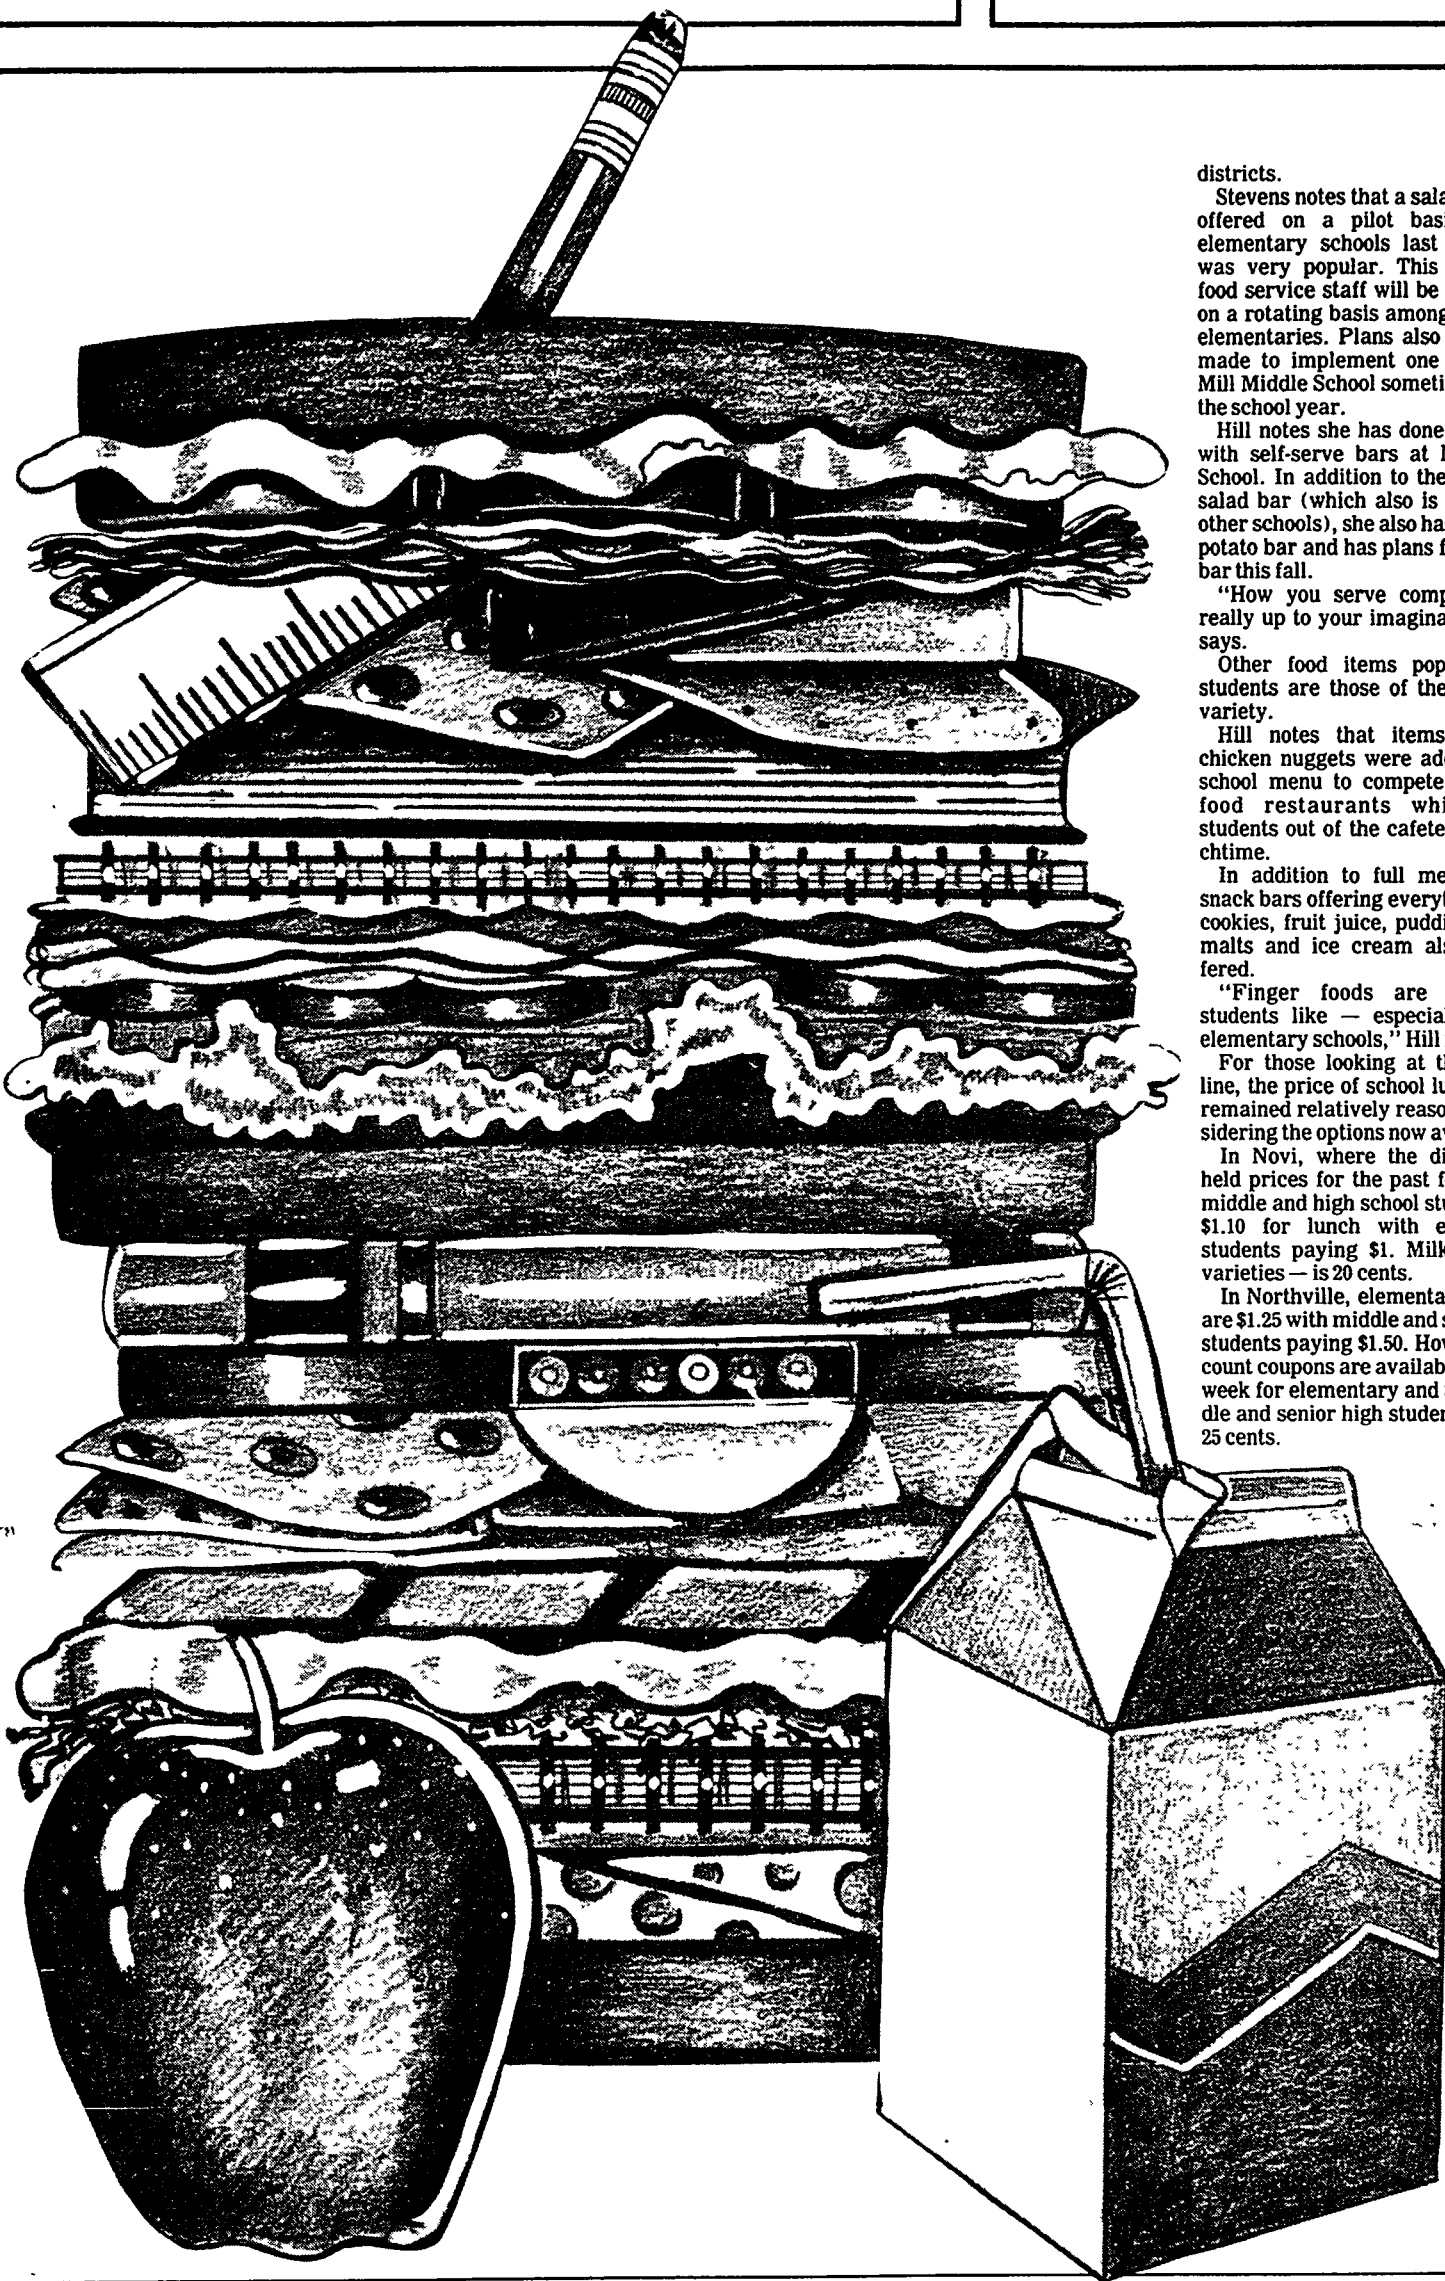 districts.
Stevens notes that a sala
offered on a pilot basi
elementary schools last
was very popular. This
food service staff will be
on a rotating basis among
elementaries. Plans also
made to implement one
Mill Middle School someti
the school year.
Hill notes she has done
with self-serve bars at
School. In addition to the
salad bar (which also is
other schools), she also ha
potato bar and has plans f
bar this fall.
"How you serve comp
really up to your imagina
says.
Other food items pop
students are those of the
variety.
Hill notes that items
chicken nuggets were ad
school menu to compete
food restaurants whi
students out of the cafete
chtime.
In addition to full me
snack bars offering everyt
cookies, fruit juice, puddi
malts and ice cream als
fered.
"Finger foods are
students like — especial
elementary schools," Hill
For those looking at t
line, the price of school lu
remained relatively reaso
sidering the options now a
In Novi, where the di
held prices for the past f
middle and high school stu
$1.10 for lunch with e
students paying $1. Milk
varieties — is 20 cents.
In Northville, elementa
are $1.25 with middle and s
students paying $1.50. Ho
count coupons are availab
week for elementary and
dle and senior high studen
25 cents.